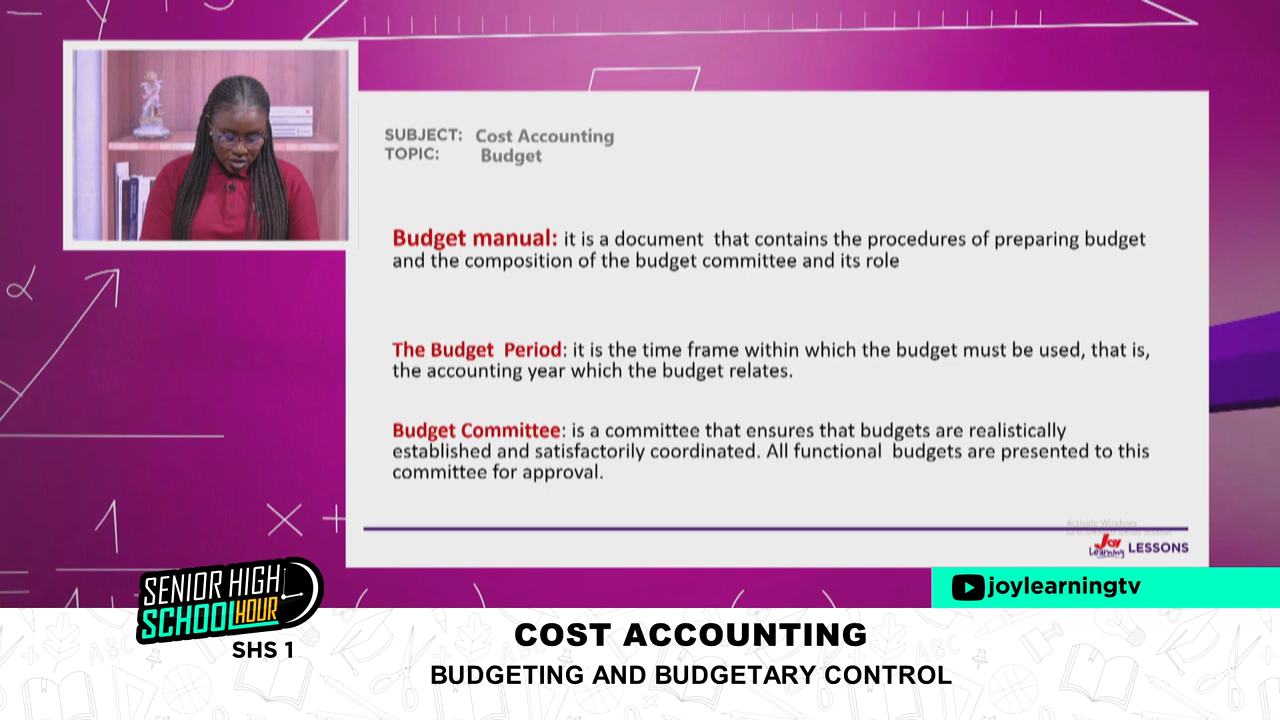 SUBJECT: Cost Accounting
TOPIC: Budget
Budget manual: it is a document that contains the procedures of preparing budget
and the composition of the budget committee and its role
The Budget Period: it is the time frame within which the budget must be used, that is,
the accounting year which the budget relates.
Budget Committee: is a committee that ensures that budgets are realistically
established and satisfactorily coordinated. All functional budgets are presented to this
committee for approval.
Activate Windows
Joy Learning LESSONS
joylearningtv
SENIOR HIGH
SCHOOL HOUR
SHS 1
COST ACCOUNTING
BUDGETING AND BUDGETARY CONTROL
α
1
× +